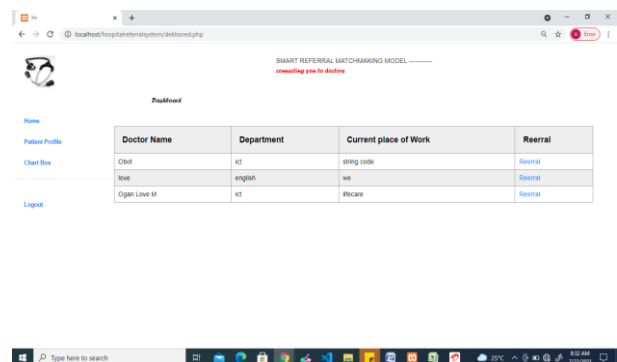 Hr
localhost/hospitalreferralsystem/dekbored.php
Error
SMART REFERRAL MATCHMAKING MODEL ----------
connecting you to doctors
Dashboard
Home
Patient Profile
Chart Box
Logout
Doctor Name Department Current place of Work Reerral
Obot ict string code Reerral
love english we Reerral
Ogan Love M ict lifecare Reerral
Type here to search
25°C
8:32 AM